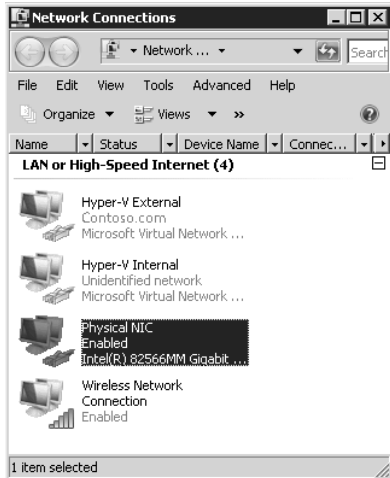 Network Connections
Network ...
Search
File Edit View Tools Advanced Help
Organize Views »
Name Status Device Name Connec...
LAN or High-Speed Internet (4)
Hyper-V External
Contoso.com
Microsoft Virtual Network ...
Hyper-V Internal
Unidentified network
Microsoft Virtual Network ...
Physical NIC
Enabled
Intel(R) 82566MM Gigabit ...
Wireless Network
Connection
Enabled
1 item selected